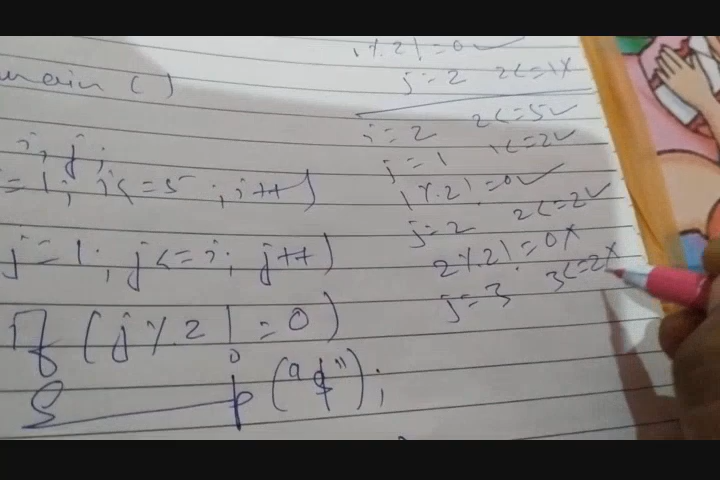 1%2!=0✓
j=2 2<=1X
main()
i=2 2<=5✓
i, j;
j=1 1<=2✓
=1; i<=5; i++)
1%2!=0✓
j=2 2<=2✓
j=1; j<=i; j++)
2%2!=0X
j=3 3<=2X
If (j%2!=0)